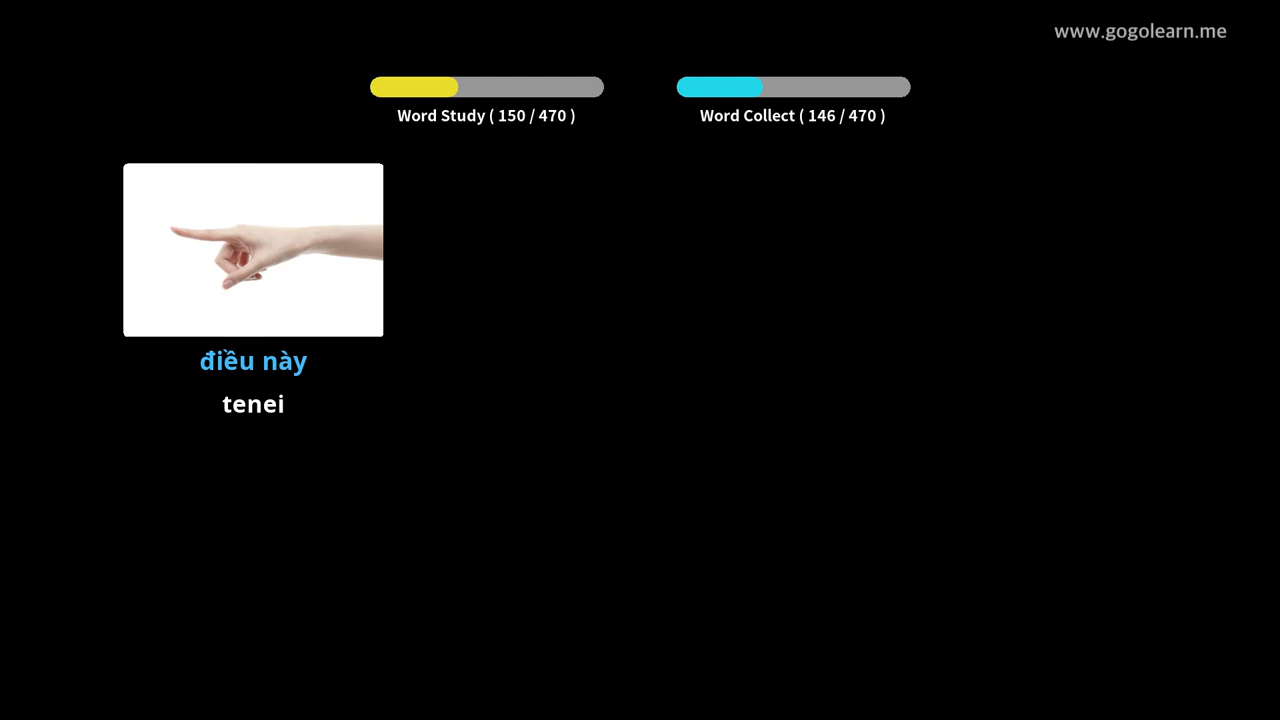 www.gogolearn.me
Word Study ( 150 / 470 )
Word Collect ( 146 / 470 )
điều này
tenei